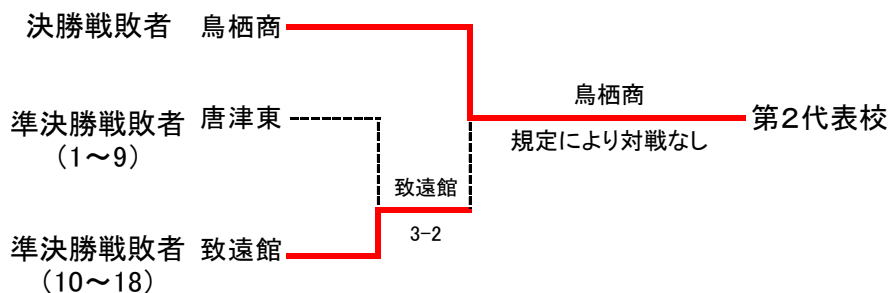 決勝戦敗者 鳥栖商
鳥栖商
準決勝戦敗者 唐津東
(1~9)
第2代表校
規定により対戦なし
致遠館
3-2
準決勝戦敗者 致遠館
(10~18)